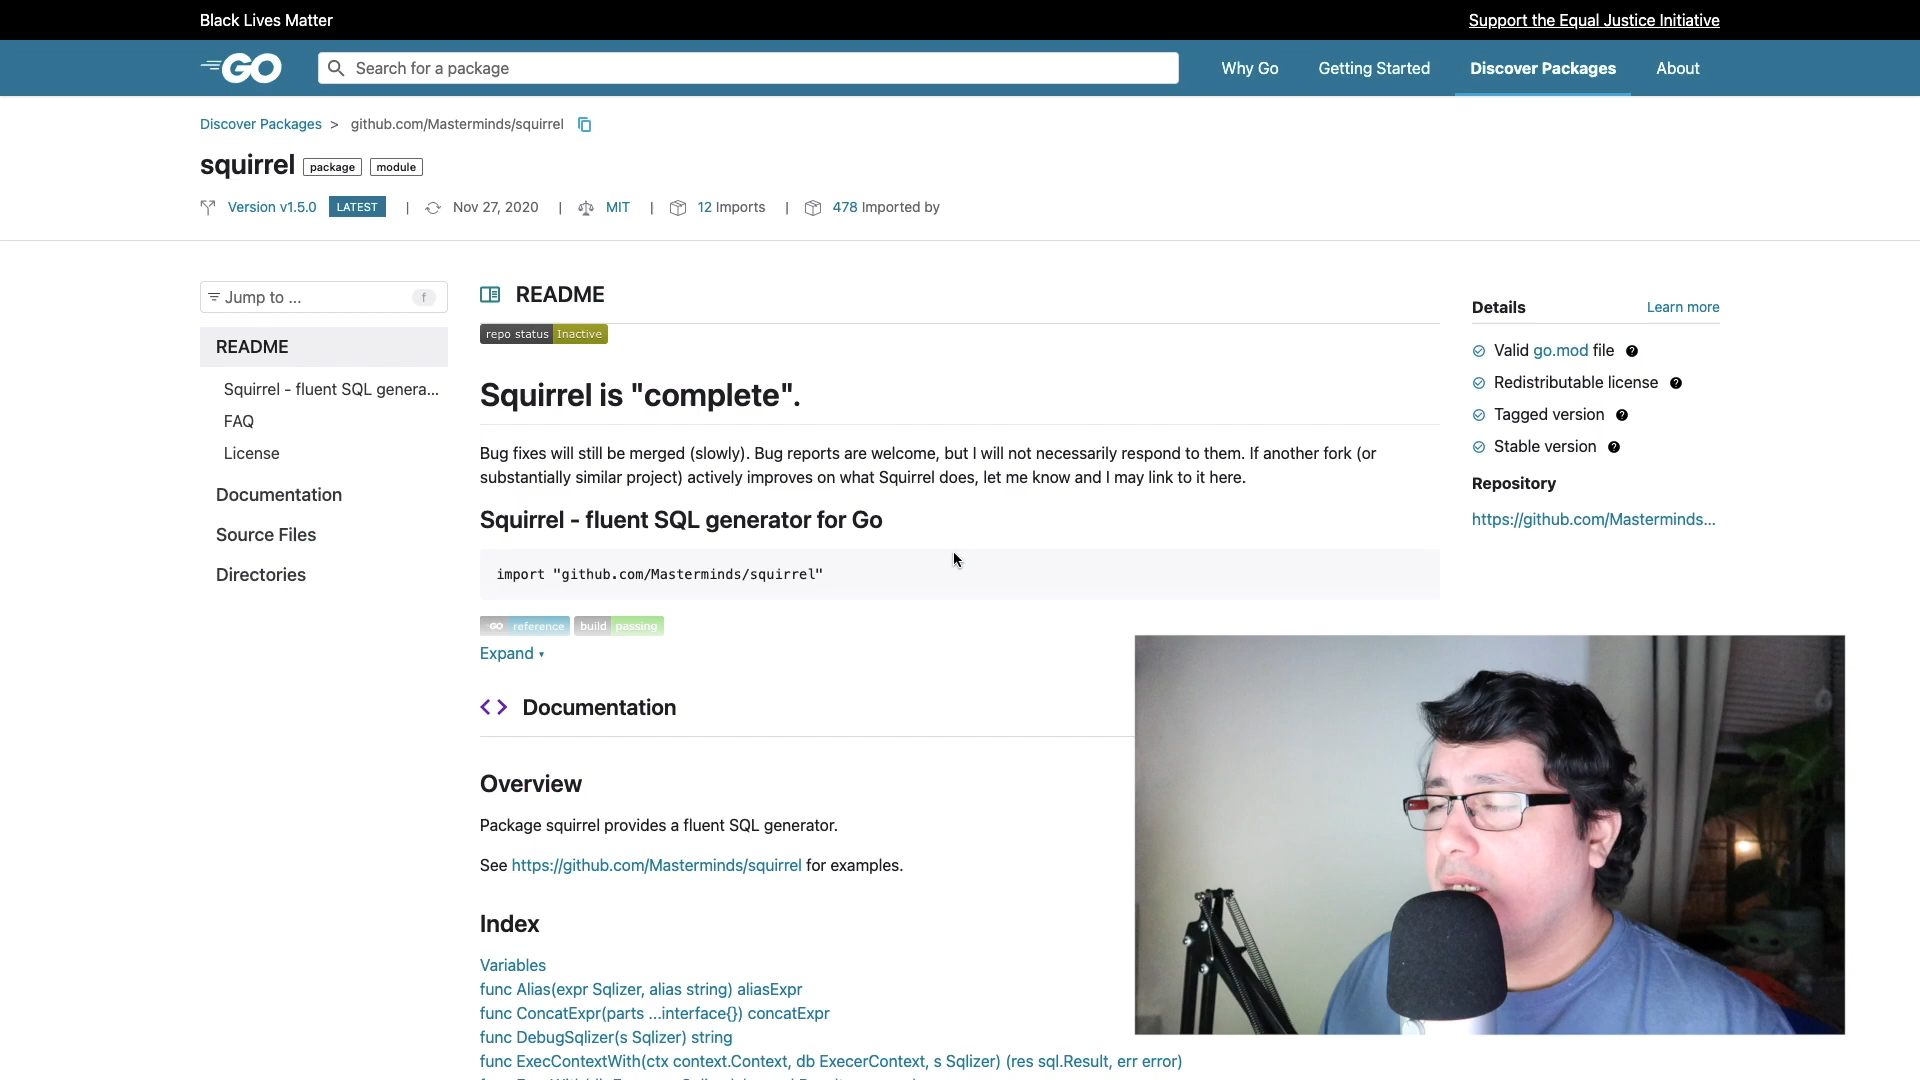 Black Lives Matter
Support the Equal Justice Initiative
GO
Search for a package
Why Go
Getting Started
Discover Packages
About
Discover Packages > github.com/Masterminds/squirrel
squirrel package module
Version v1.5.0 LATEST | Nov 27, 2020 | MIT | 12 Imports | 478 Imported by
Jump to ... f
README
Squirrel - fluent SQL genera...
FAQ
License
Documentation
Source Files
Directories
README
repo status Inactive
Squirrel is "complete".
Bug fixes will still be merged (slowly). Bug reports are welcome, but I will not necessarily respond to them. If another fork (or
substantially similar project) actively improves on what Squirrel does, let me know and I may link to it here.
Squirrel - fluent SQL generator for Go
import "github.com/Masterminds/squirrel"
GO reference build passing
Expand ▾
Documentation
Overview
Package squirrel provides a fluent SQL generator.
See https://github.com/Masterminds/squirrel for examples.
Index
Variables
func Alias(expr Sqlizer, alias string) aliasExpr
func ConcatExpr(parts ...interface{}) concatExpr
func DebugSqlizer(s Sqlizer) string
func ExecContextWith(ctx context.Context, db ExecerContext, s Sqlizer) (res sql.Result, err error)
Details
Learn more
Valid go.mod file ?
Redistributable license ?
Tagged version ?
Stable version ?
Repository
https://github.com/Masterminds...